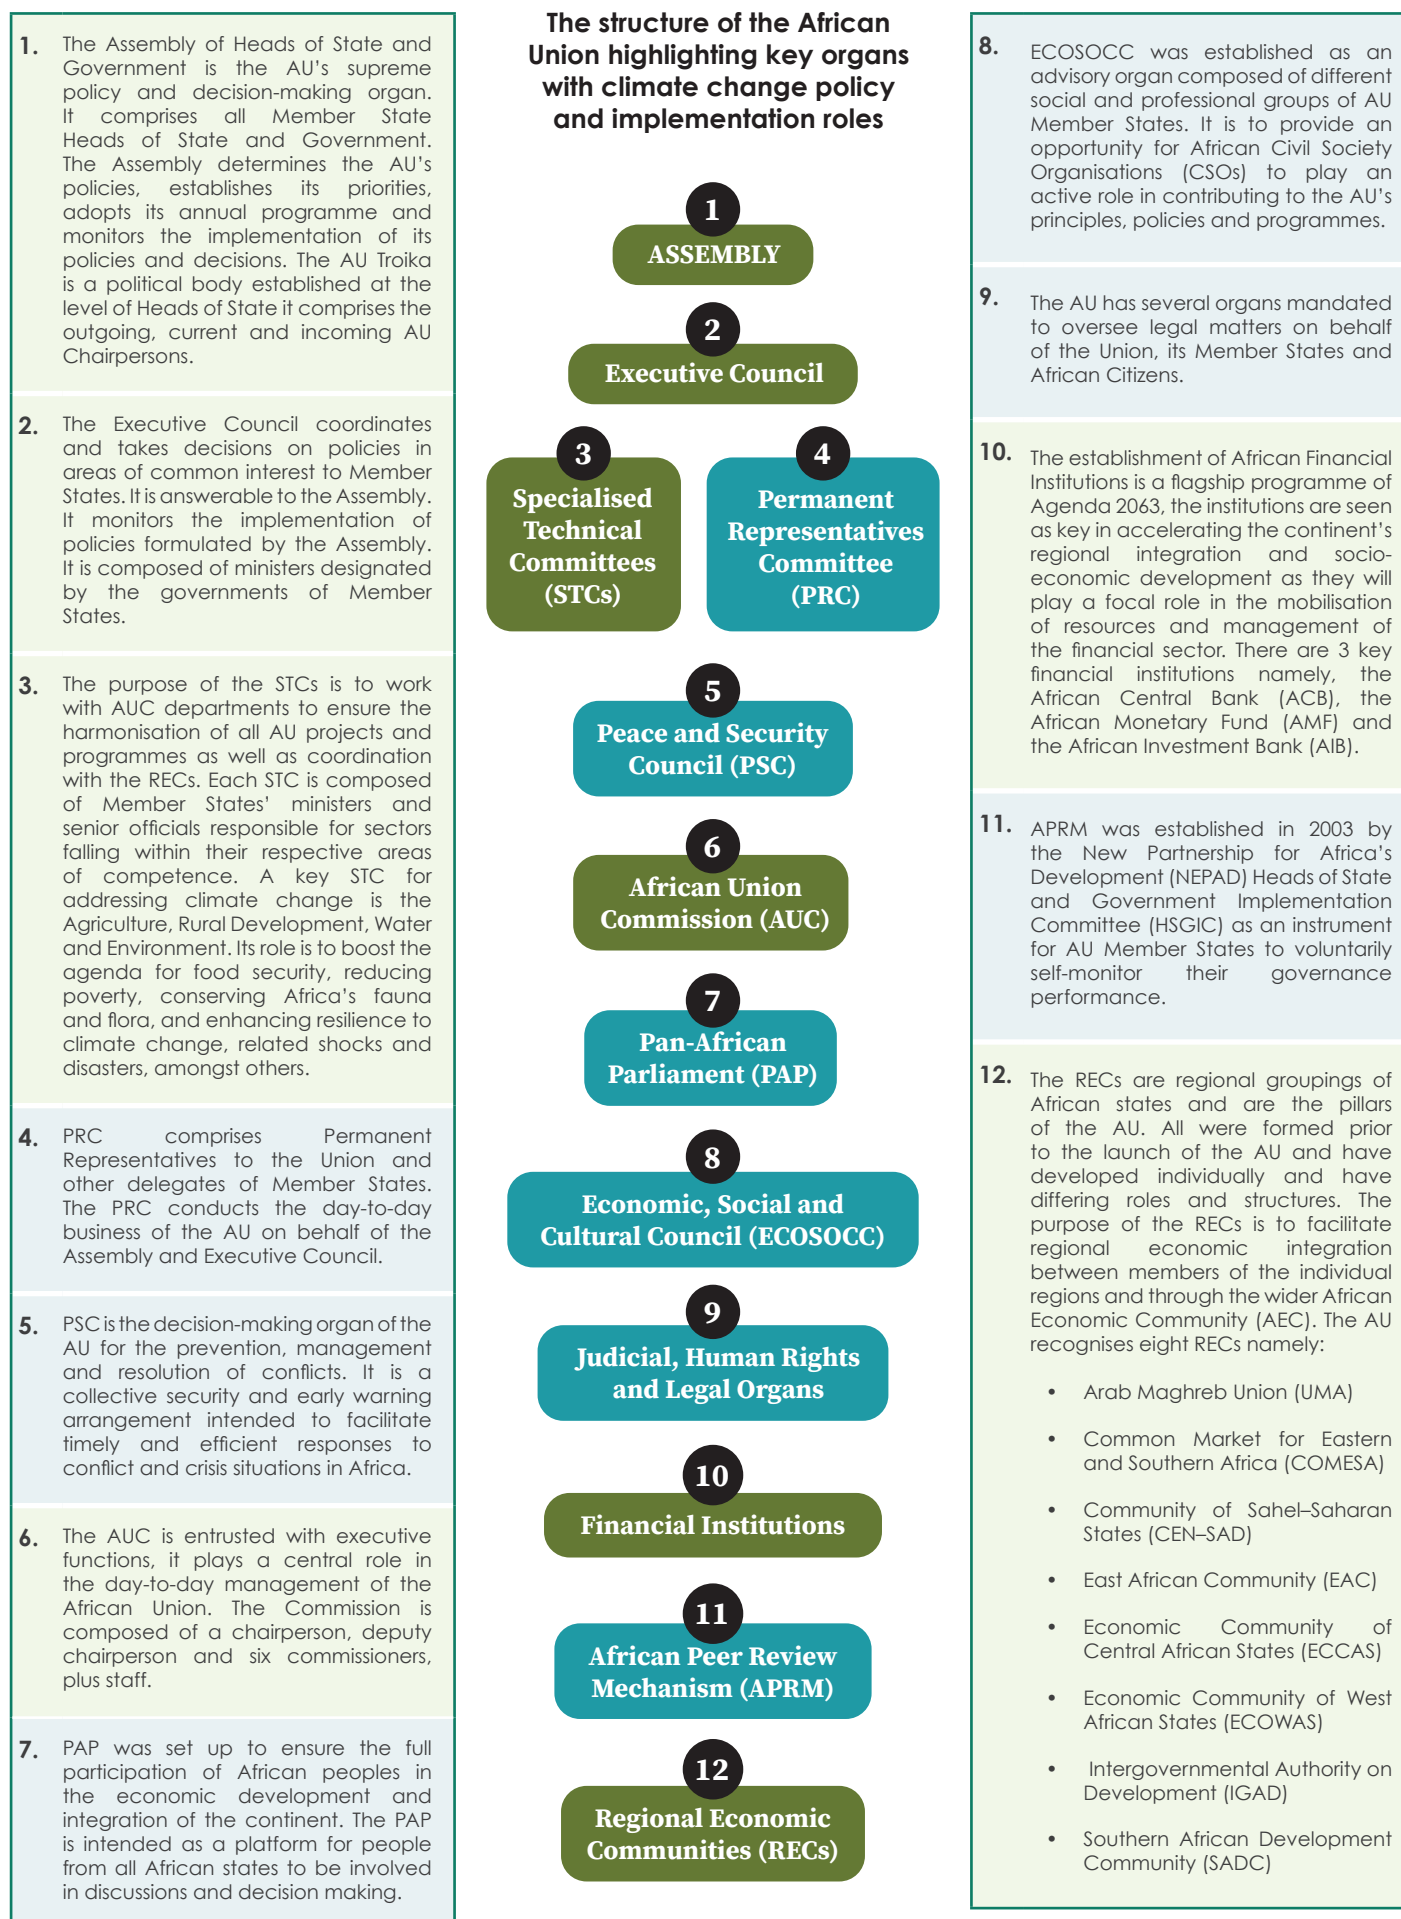 The structure of the African
Union highlighting key organs
with climate change policy
and implementation roles
1. The Assembly of Heads of State and
Government is the AU's supreme
policy and decision-making organ.
It comprises all Member State
Heads of State and Government.
The Assembly determines the AU's
policies, establishes its priorities,
adopts its annual programme and
monitors the implementation of its
policies and decisions. The AU Troika
is a political body established at the
level of Heads of State it comprises the
outgoing, current and incoming AU
Chairpersons.
2. The Executive Council coordinates
and takes decisions on policies in
areas of common interest to Member
States. It is answerable to the Assembly.
It monitors the implementation of
policies formulated by the Assembly.
It is composed of ministers designated
by the governments of Member
States.
3. The purpose of the STCs is to work
with AUC departments to ensure the
harmonisation of all AU projects and
programmes as well as coordination
with the RECs. Each STC is composed
of Member States' ministers and
senior officials responsible for sectors
falling within their respective areas
of competence. A key STC for
addressing climate change is the
Agriculture, Rural Development, Water
and Environment. Its role is to boost the
agenda for food security, reducing
poverty, conserving Africa's fauna
and flora, and enhancing resilience to
climate change, related shocks and
disasters, amongst others.
4. PRC comprises Permanent
Representatives to the Union and
other delegates of Member States.
The PRC conducts the day-to-day
business of the AU on behalf of the
Assembly and Executive Council.
5. PSC is the decision-making organ of the
AU for the prevention, management
and resolution of conflicts. It is a
collective security and early warning
arrangement intended to facilitate
timely and efficient responses to
conflict and crisis situations in Africa.
6. The AUC is entrusted with executive
functions, it plays a central role in
the day-to-day management of the
African Union. The Commission is
composed of a chairperson, deputy
chairperson and six commissioners,
plus staff.
7. PAP was set up to ensure the full
participation of African peoples in
the economic development and
integration of the continent. The PAP
is intended as a platform for people
from all African states to be involved
in discussions and decision making.
1
ASSEMBLY
2
Executive Council
3
Specialised
Technical
Committees
(STCs)
4
Permanent
Representatives
Committee
(PRC)
5
Peace and Security
Council (PSC)
6
African Union
Commission (AUC)
7
Pan-African
Parliament (PAP)
8
Economic, Social and
Cultural Council (ECOSOCC)
9
Judicial, Human Rights
and Legal Organs
10
Financial Institutions
11
African Peer Review
Mechanism (APRM)
12
Regional Economic
Communities (RECs)
8. ECOSOCC was established as an
advisory organ composed of different
social and professional groups of AU
Member States. It is to provide an
opportunity for African Civil Society
Organisations (CSOs) to play an
active role in contributing to the AU's
principles, policies and programmes.
9. The AU has several organs mandated
to oversee legal matters on behalf
of the Union, its Member States and
African Citizens.
10. The establishment of African Financial
Institutions is a flagship programme of
Agenda 2063, the institutions are seen
as key in accelerating the continent's
regional integration and socio-
economic development as they will
play a focal role in the mobilisation
of resources and management of
the financial sector. There are 3 key
financial institutions namely, the
African Central Bank (ACB), the
African Monetary Fund (AMF) and
the African Investment Bank (AIB).
11. APRM was established in 2003 by
the New Partnership for Africa's
Development (NEPAD) Heads of State
and Government Implementation
Committee (HSGIC) as an instrument
for AU Member States to voluntarily
self-monitor their governance
performance.
12. The RECs are regional groupings of
African states and are the pillars
of the AU. All were formed prior
to the launch of the AU and have
developed individually and have
differing roles and structures. The
purpose of the RECs is to facilitate
regional economic integration
between members of the individual
regions and through the wider African
Economic Community (AEC). The AU
recognises eight RECs namely:
• Arab Maghreb Union (UMA)
• Common Market for Eastern
and Southern Africa (COMESA)
• Community of Sahel–Saharan
States (CEN–SAD)
• East African Community (EAC)
• Economic Community of
Central African States (ECCAS)
• Economic Community of West
African States (ECOWAS)
• Intergovernmental Authority on
Development (IGAD)
• Southern African Development
Community (SADC)